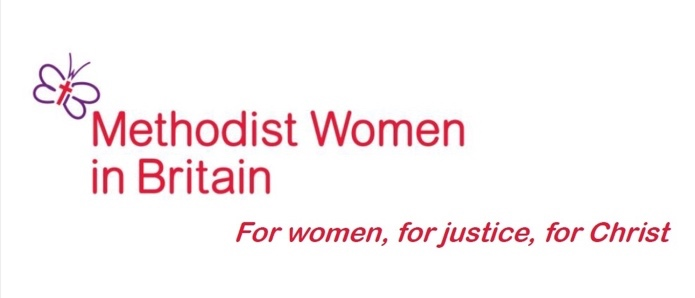 Methodist Women
in Britain
For women, for justice, for Christ